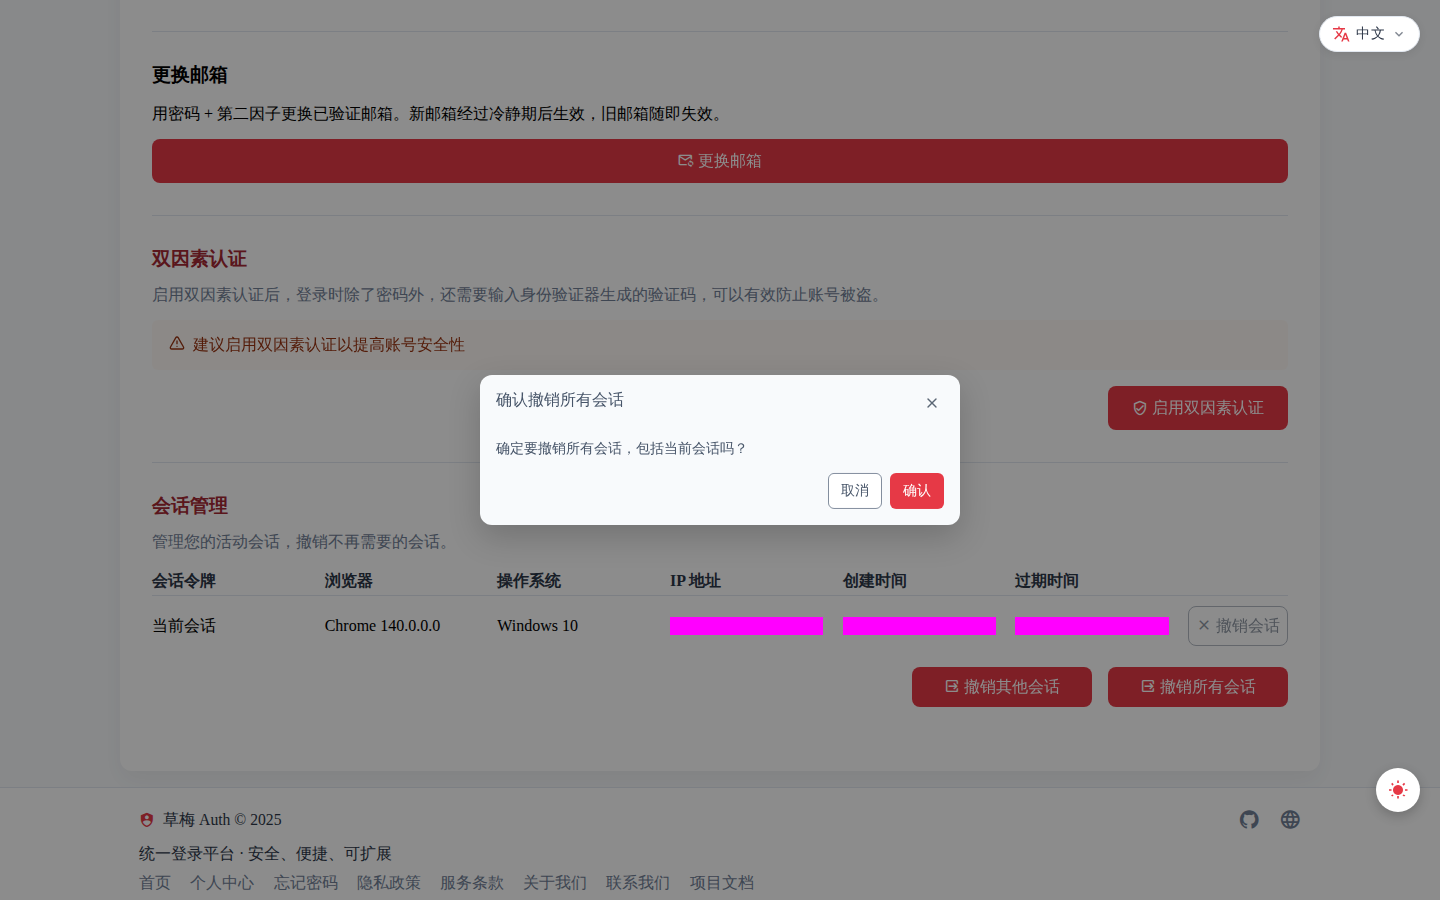 中文
更换邮箱
用密码 + 第二因子更换已验证邮箱。新邮箱经过冷静期后生效，旧邮箱随即失效。
更换邮箱
双因素认证
启用双因素认证后，登录时除了密码外，还需要输入身份验证器生成的验证码，可以有效防止账号被盗。
建议启用双因素认证以提高账号安全性
启用双因素认证
确认撤销所有会话
确定要撤销所有会话，包括当前会话吗？
取消 确认
会话管理
管理您的活动会话，撤销不再需要的会话。
会话令牌 浏览器 操作系统 IP 地址 创建时间 过期时间
当前会话 Chrome 140.0.0.0 Windows 10 撤销会话
撤销其他会话 撤销所有会话
草梅 Auth © 2025
统一登录平台 · 安全、便捷、可扩展
首页 个人中心 忘记密码 隐私政策 服务条款 关于我们 联系我们 项目文档